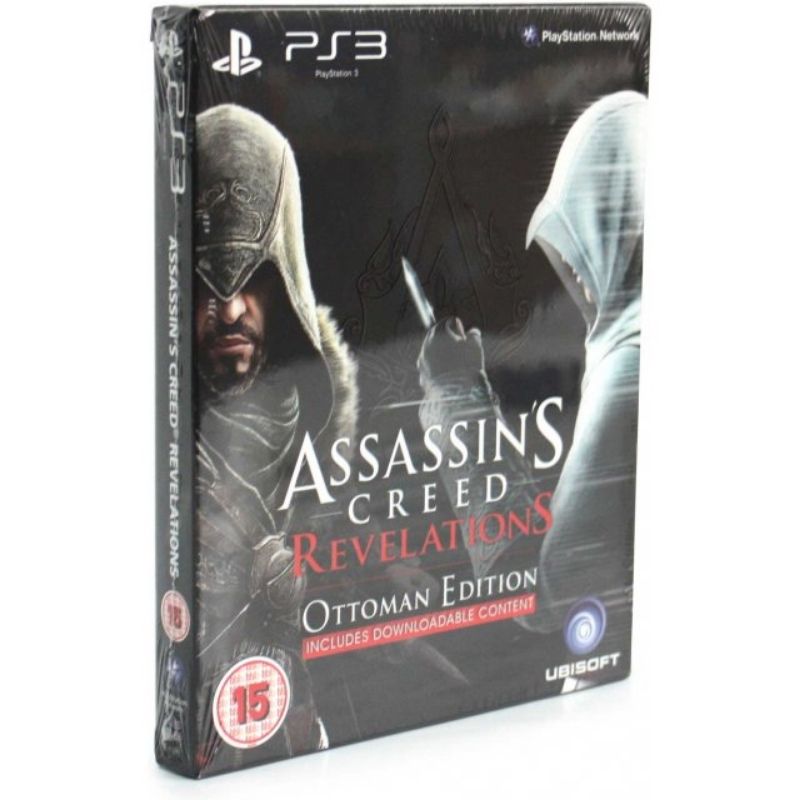 PS3
PlayStation 3
PlayStation Network
PS3
ASSASSIN'S CREED® REVELATIONS
15
ASSASSIN'S
CREED
REVELATIONS
OTTOMAN EDITION
INCLUDES DOWNLOADABLE CONTENT
15
UBISOFT